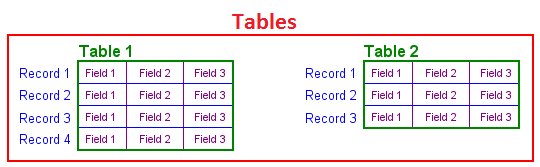 Tables
Table 1 Table 2
Record 1 Field 1 Field 2 Field 3 Record 1 Field 1 Field 2 Field 3
Record 2 Field 1 Field 2 Field 3 Record 2 Field 1 Field 2 Field 3
Record 3 Field 1 Field 2 Field 3 Record 3 Field 1 Field 2 Field 3
Record 4 Field 1 Field 2 Field 3